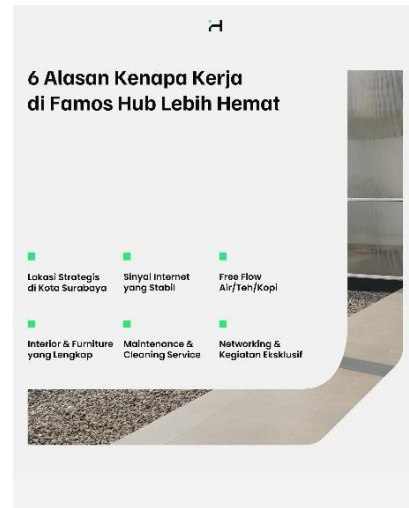 6 Alasan Kenapa Kerja
di Famos Hub Lebih Hemat
Lokasi Strategis
di Kota Surabaya
Sinyal Internet
yang Stabil
Free Flow
Air/Teh/Kopi
Interior & Furniture
yang Lengkap
Maintenance &
Cleaning Service
Networking &
Kegiatan Eksklusif